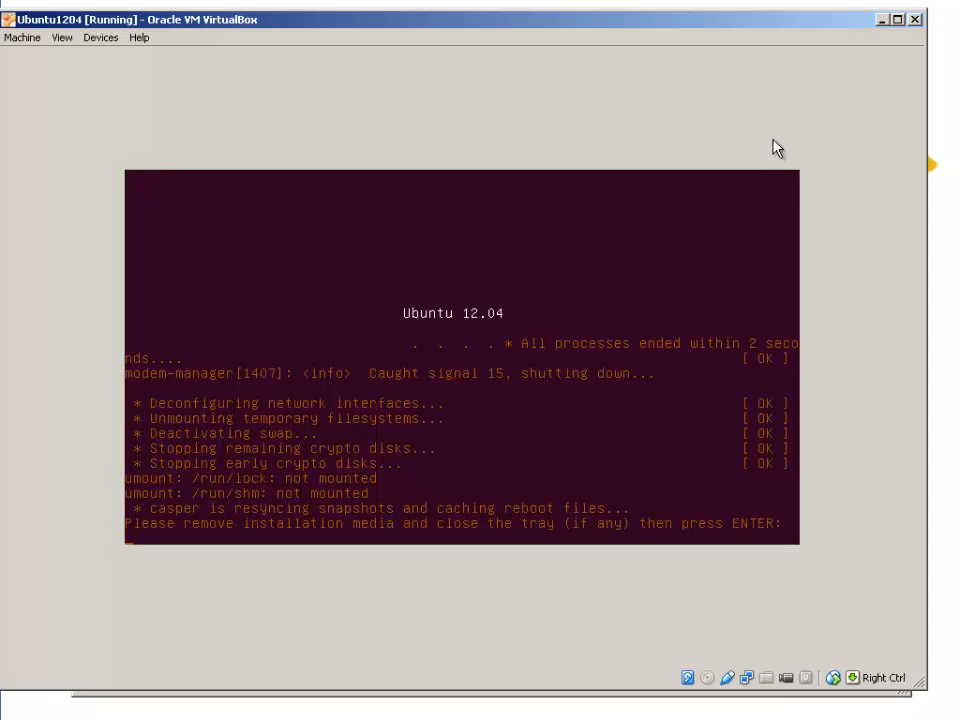 Ubuntu1204 [Running] - Oracle VM VirtualBox
Machine View Devices Help
Ubuntu 12.04
. . . . * All processes ended within 2 seco
nds.... [ OK ]
modem-manager[1407]: <info> Caught signal 15, shutting down...
* Deconfiguring network interfaces... [ OK ]
* Unmounting temporary filesystems... [ OK ]
* Deactivating swap... [ OK ]
* Stopping remaining crypto disks... [ OK ]
* Stopping early crypto disks... [ OK ]
umount: /run/lock: not mounted
umount: /run/shm: not mounted
* casper is resyncing snapshots and caching reboot files...
Please remove installation media and close the tray (if any) then press ENTER:
Right Ctrl